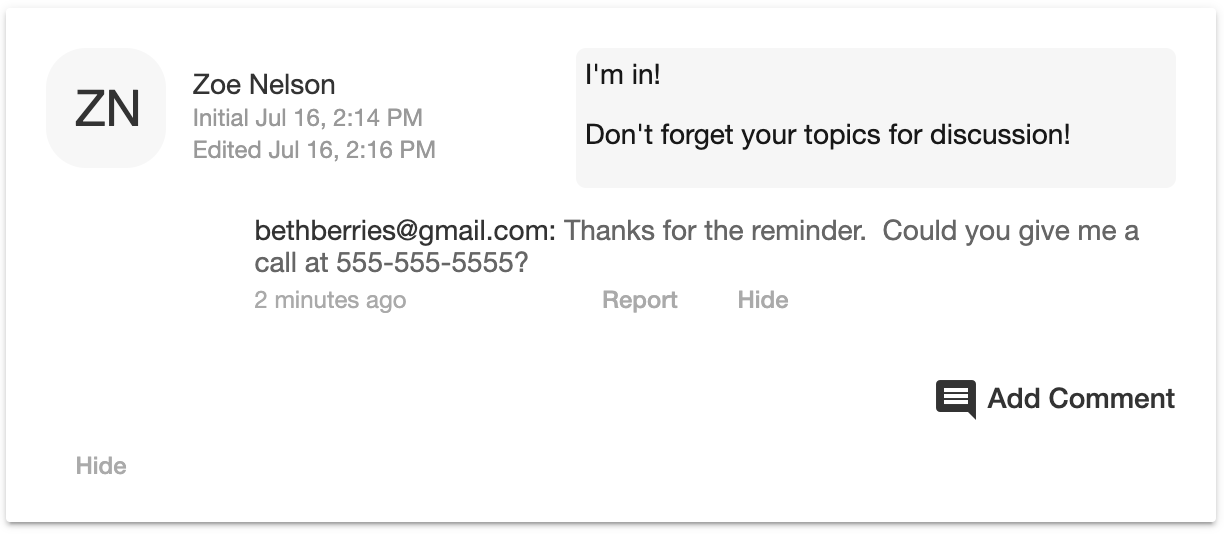 ZN
Zoe Nelson
Initial Jul 16, 2:14 PM
Edited Jul 16, 2:16 PM
I'm in!
Don't forget your topics for discussion!
bethberries@gmail.com: Thanks for the reminder.  Could you give me a
call at 555-555-5555?
2 minutes ago Report Hide
Add Comment
Hide